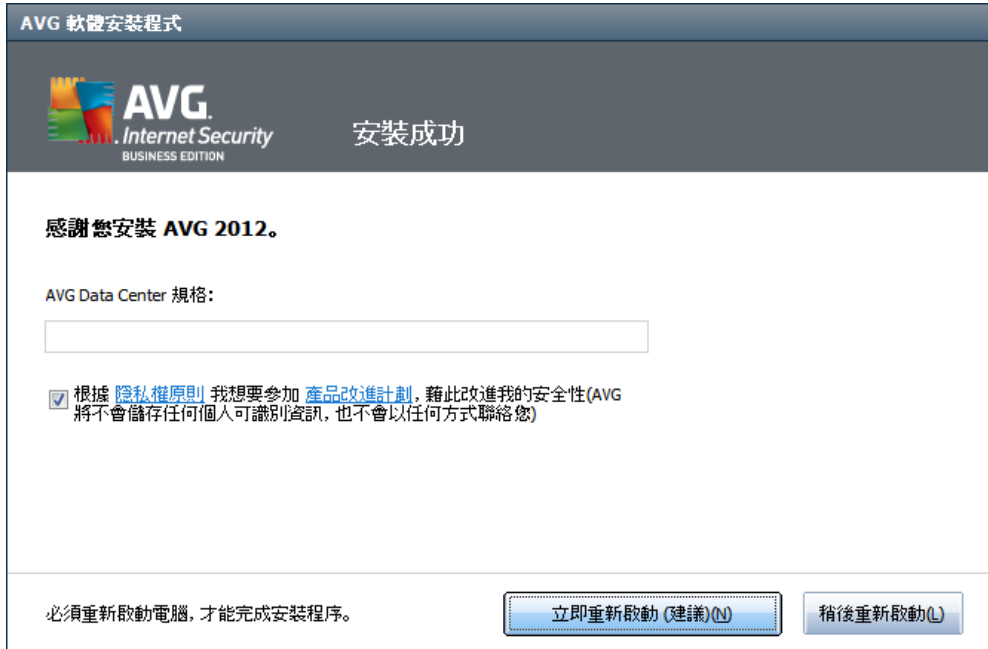 AVG 軟體安裝程式
AVG.
Internet Security
BUSINESS EDITION
安裝成功
感謝您安裝 AVG 2012。
AVG Data Center 規格:
根據 隱私權原則 我想要參加 產品改進計劃, 藉此改進我的安全性(AVG
將不會儲存任何個人可識別資訊, 也不會以任何方式聯絡您)
必須重新啟動電腦, 才能完成安裝程序。
立即重新啟動 (建議)(N)
稍後重新啟動(L)